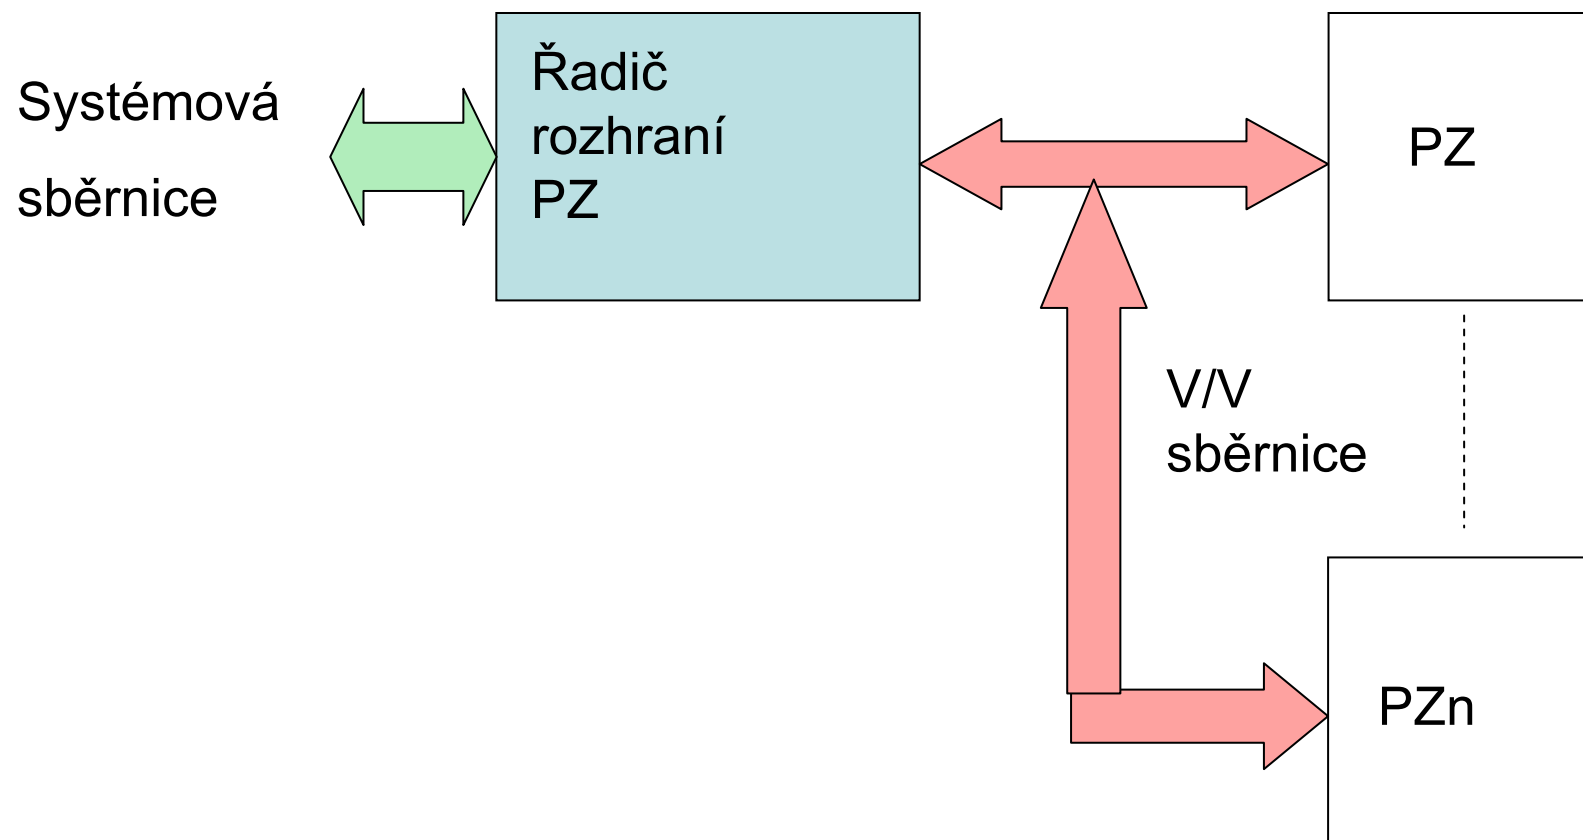 Systémová
sběrnice
Řadič
rozhraní
PZ
PZ
V/V
sběrnice
PZn